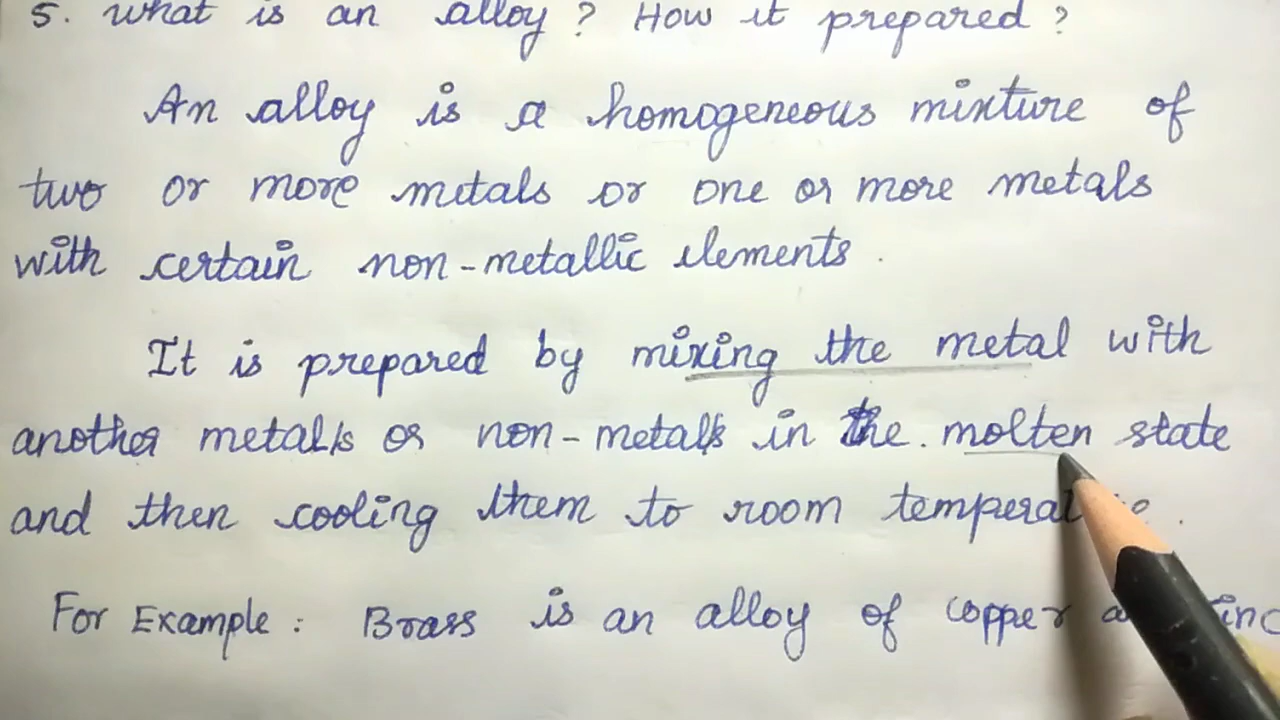 5. what is an alloy? How it prepared?
An alloy is a homogeneous mixture of
two or more metals or one or more metals
with certain non-metallic elements.
It is prepared by mixing the metal with
another metals or non-metals in the. molten state
and then cooling them to room
For Example: Brass is an alloy of copper